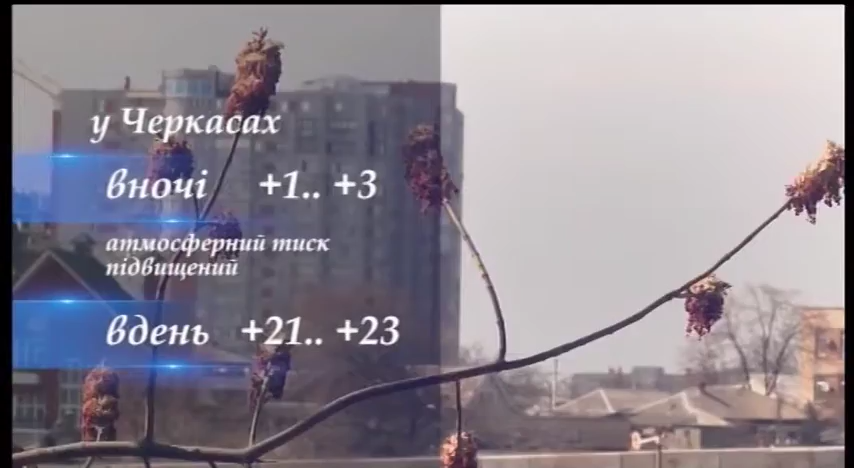 у Черкасах
вночі +1.. +3
атмосферний тиск
підвищений
вдень +21.. +23